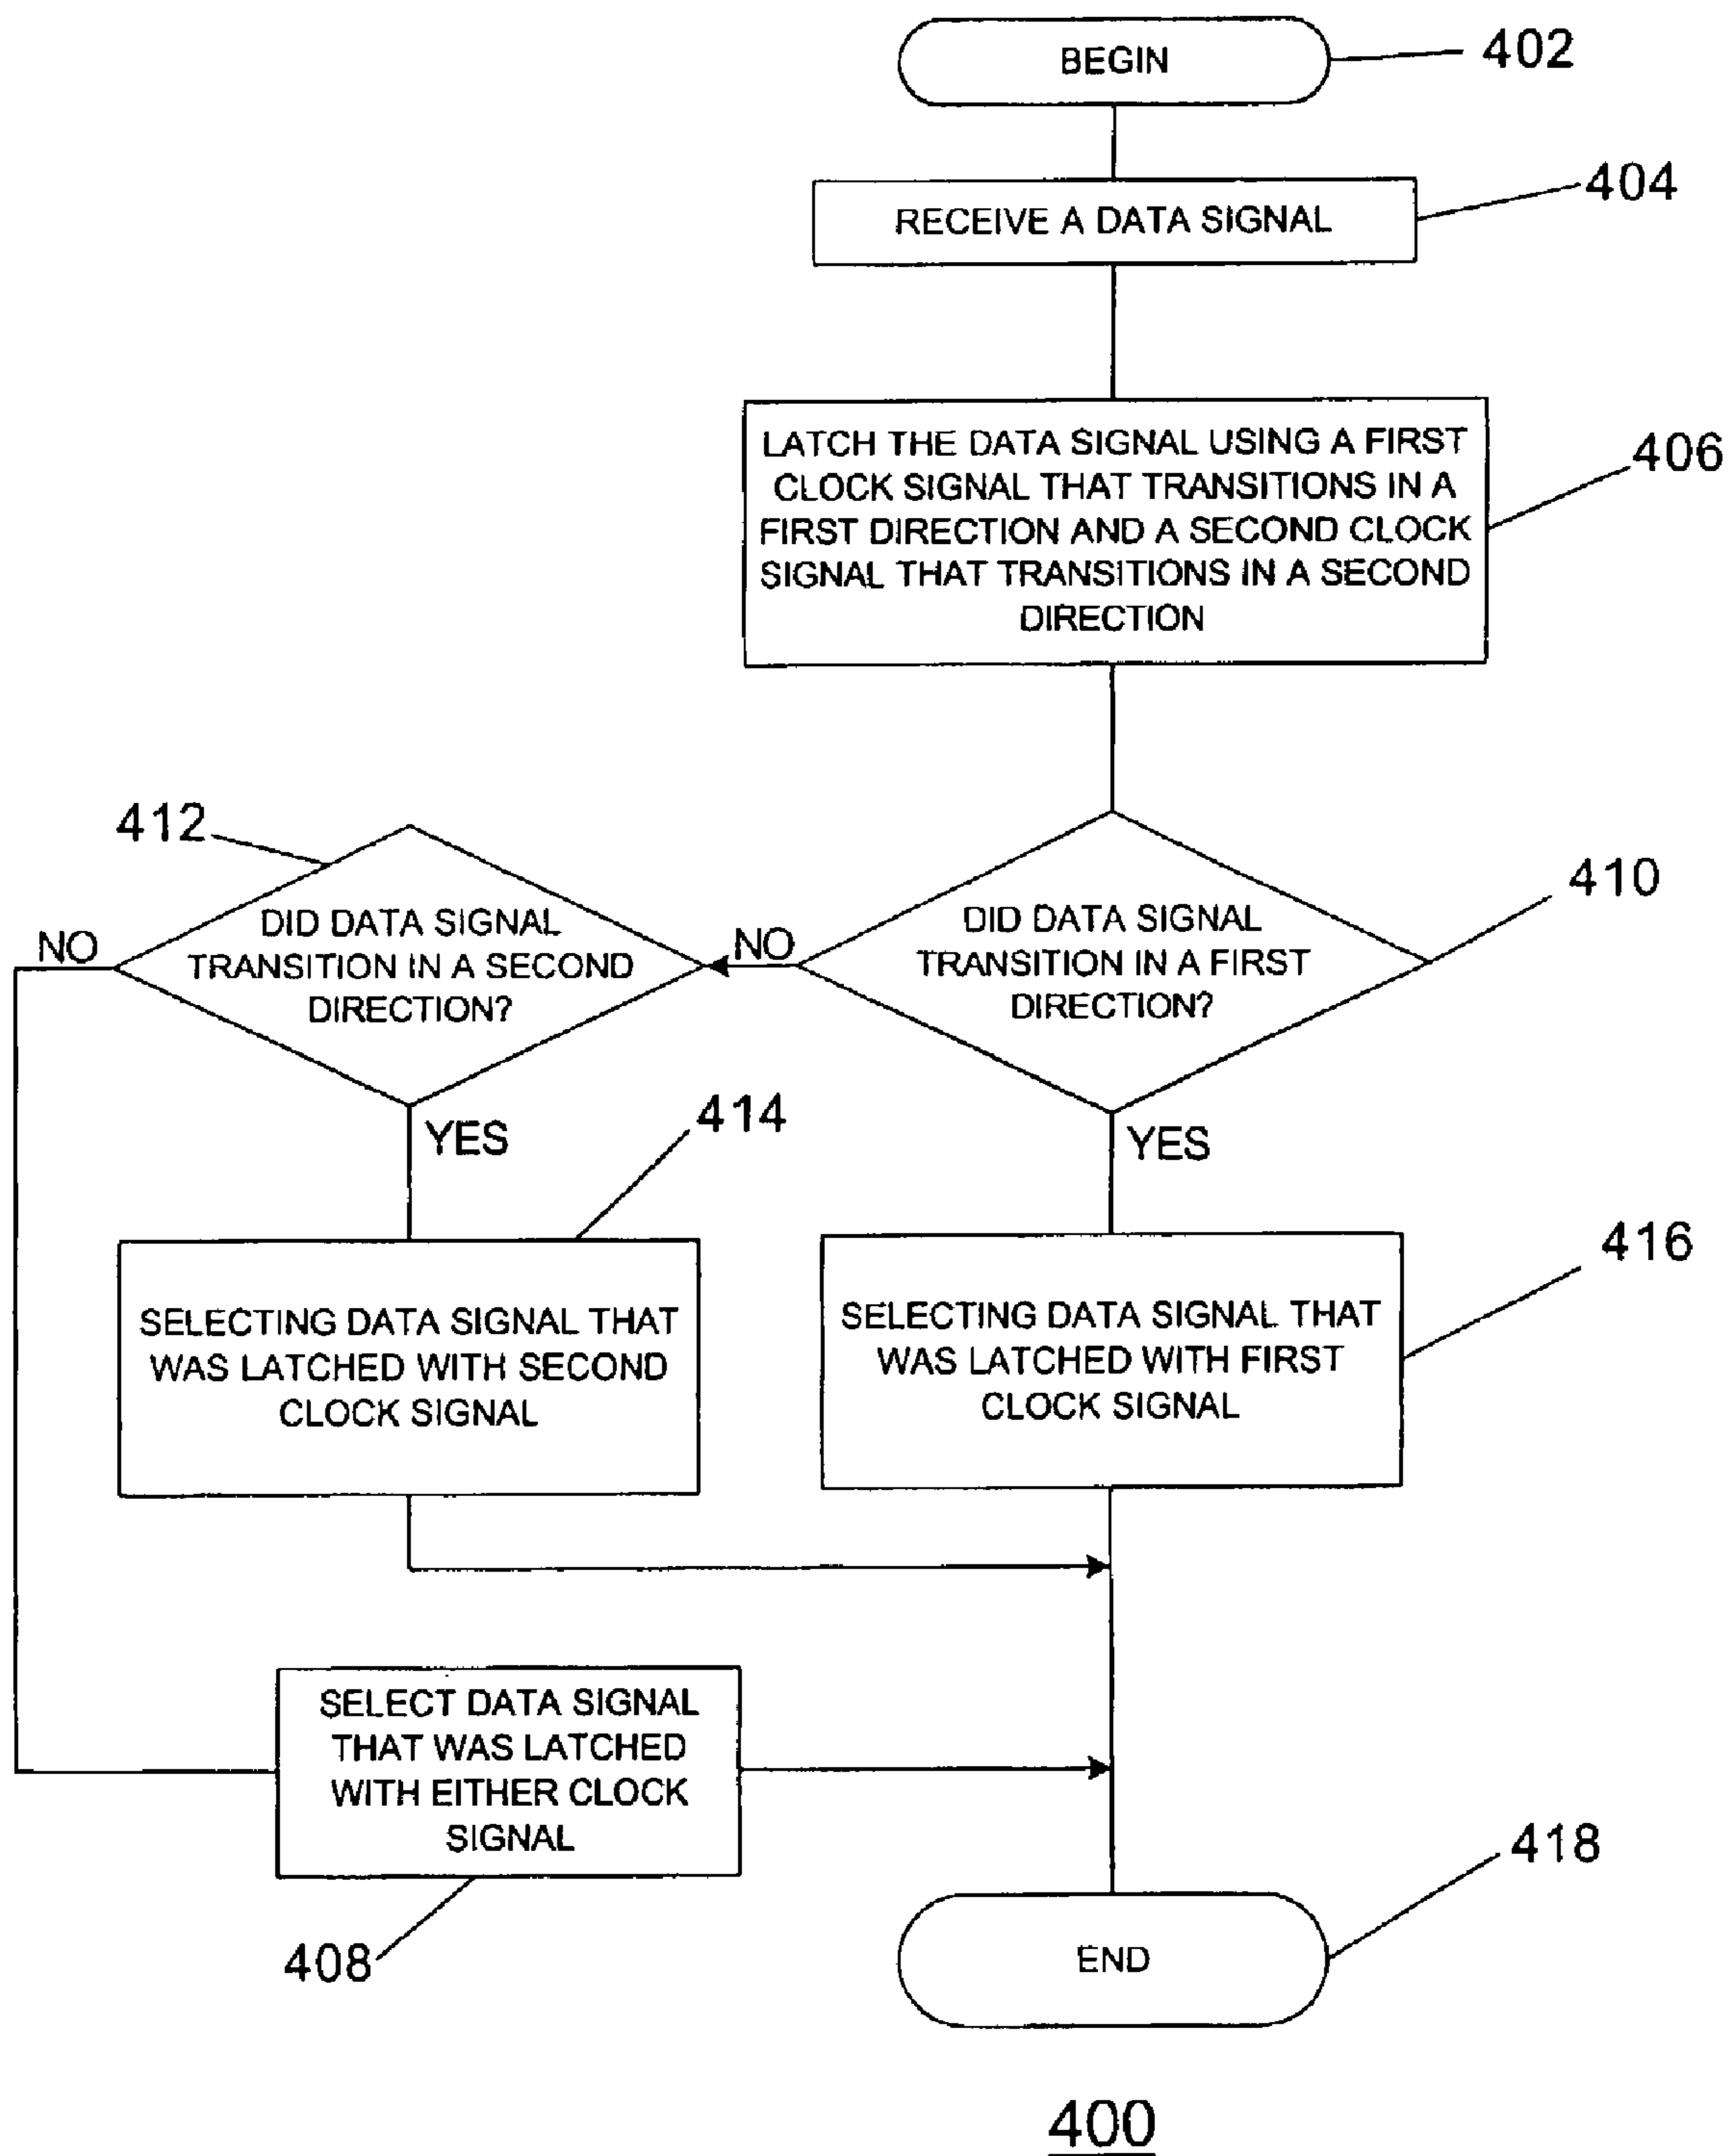 BEGIN
402
RECEIVE A DATA SIGNAL
404
LATCH THE DATA SIGNAL USING A FIRST
CLOCK SIGNAL THAT TRANSITIONS IN A
FIRST DIRECTION AND A SECOND CLOCK
SIGNAL THAT TRANSITIONS IN A SECOND
DIRECTION
406
412
DID DATA SIGNAL
TRANSITION IN A SECOND
DIRECTION?
NO
YES
NO
DID DATA SIGNAL
TRANSITION IN A FIRST
DIRECTION?
410
YES
414
SELECTING DATA SIGNAL THAT
WAS LATCHED WITH SECOND
CLOCK SIGNAL
SELECTING DATA SIGNAL THAT
WAS LATCHED WITH FIRST
CLOCK SIGNAL
416
SELECT DATA SIGNAL
THAT WAS LATCHED
WITH EITHER CLOCK
SIGNAL
408
END
418
400